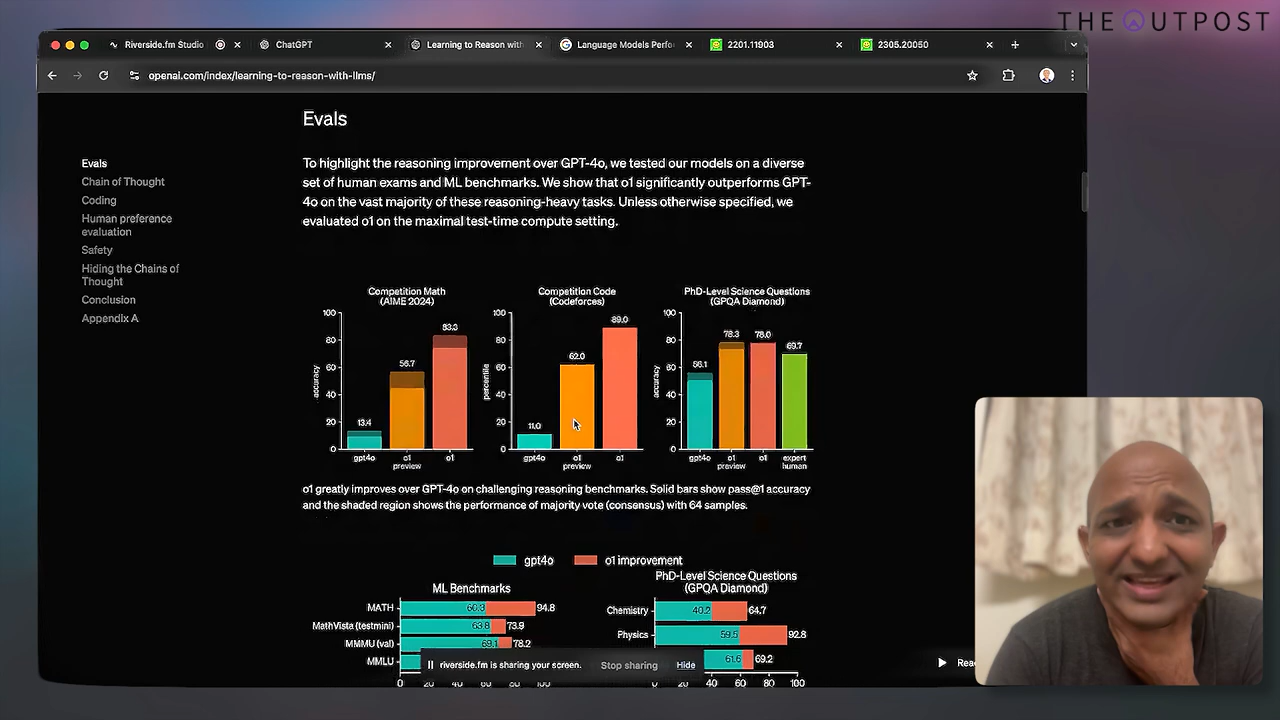 THE OUTPOST
Riverside.fm Studio
ChatGPT
Learning to Reason with
Language Models Perfo
2201.11903
2305.20050
openai.com/index/learning-to-reason-with-llms/
Evals
Chain of Thought
Coding
Human preference
evaluation
Safety
Hiding the Chains of
Thought
Conclusion
Appendix A
Evals
To highlight the reasoning improvement over GPT-4o, we tested our models on a diverse
set of human exams and ML benchmarks. We show that o1 significantly outperforms GPT-
4o on the vast majority of these reasoning-heavy tasks. Unless otherwise specified, we
evaluated o1 on the maximal test-time compute setting.
Competition Math
(AIME 2024)
accuracy
100
80
60
40
20
0
13.4
56.7
83.3
gpt4o
o1
preview
o1
Competition Code
(Codeforces)
percentile
100
80
60
40
20
0
11.0
62.0
89.0
gpt4o
o1
preview
o1
PhD-Level Science Questions
(GPQA Diamond)
accuracy
100
80
60
40
20
0
56.1
78.3
78.0
69.7
gpt4o
o1
preview
o1
expert
human
o1 greatly improves over GPT-4o on challenging reasoning benchmarks. Solid bars show pass@1 accuracy
and the shaded region shows the performance of majority vote (consensus) with 64 samples.
gpt4o
o1 improvement
ML Benchmarks
MATH 60.3 94.8
MathVista (testmini) 63.8 73.9
MMMU (val) 69.1 78.2
MMLU
0 20 40 60 80 100
PhD-Level Science Questions
(GPQA Diamond)
Chemistry 40.2 64.7
Physics 59.5 92.8
61.6 69.2
0 40 60 80 100
riverside.fm is sharing your screen.
Stop sharing
Hide
Rea